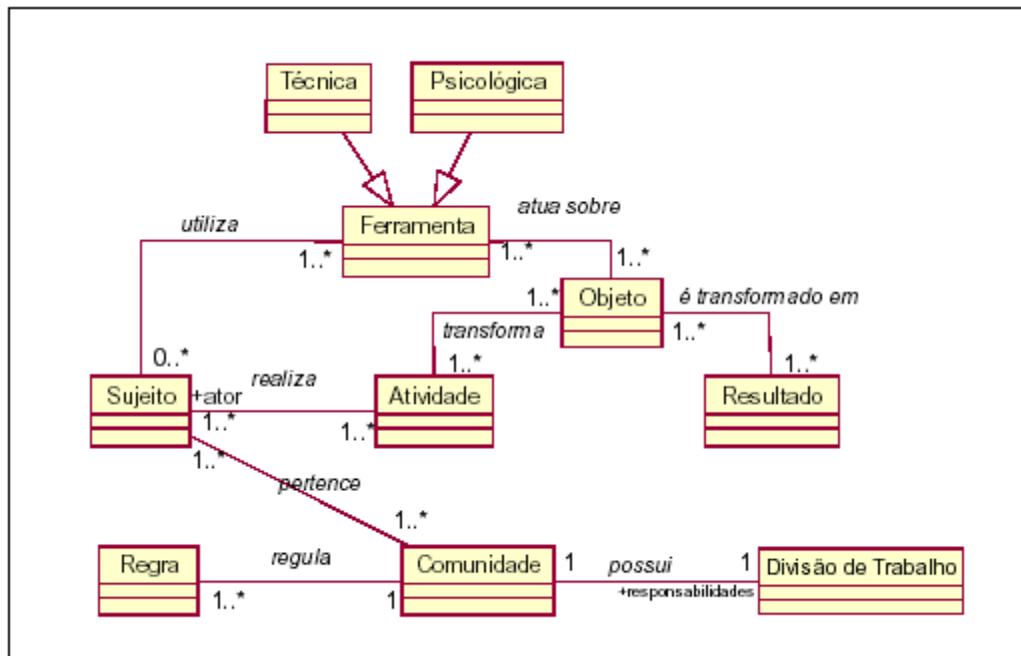 Técnica
Psicológica
utiliza
Ferramenta
atua sobre
1..*
1..*
1..*
1..*
Objeto
é transformado em
transforma
1..*
0..*
1..*
1..*
Sujeito
+ator
realiza
Atividade
Resultado
1..*
1..*
1..*
pertence
1..*
Regra
regula
Comunidade
1
possui
1
Divisão de Trabalho
1..*
1
+responsabilidades